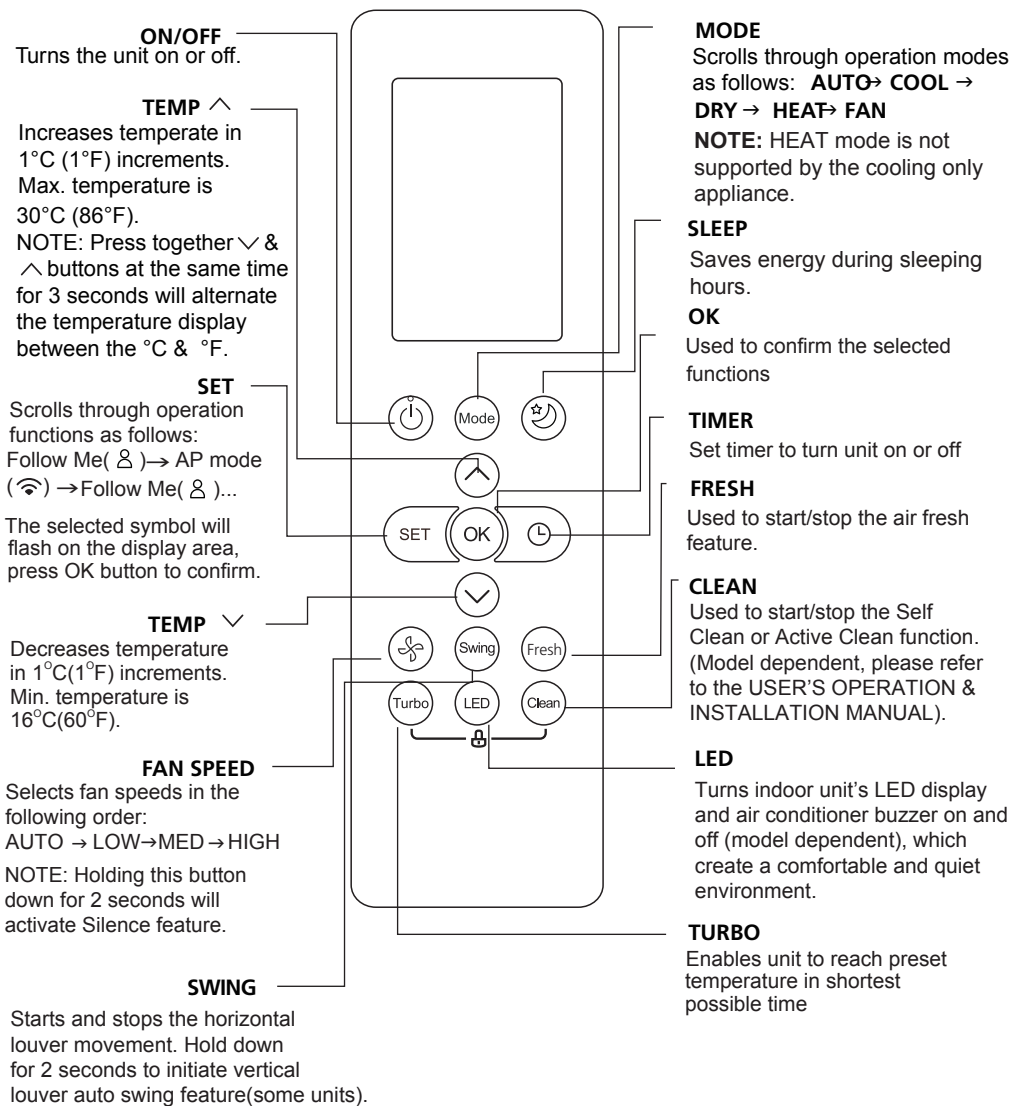 ON/OFF
Turns the unit on or off.
TEMP ^
Increases temperate in
1°C (1°F) increments.
Max. temperature is
30°C (86°F).
NOTE: Press together ∨ &
∧ buttons at the same time
for 3 seconds will alternate
the temperature display
between the °C & °F.
SET
Scrolls through operation
functions as follows:
Follow Me( )→ AP mode
( ) →Follow Me( )...
The selected symbol will
flash on the display area,
press OK button to confirm.
TEMP ∨
Decreases temperature
in 1°C(1°F) increments.
Min. temperature is
16°C(60°F).
FAN SPEED
Selects fan speeds in the
following order:
AUTO → LOW→MED→HIGH
NOTE: Holding this button
down for 2 seconds will
activate Silence feature.
SWING
Starts and stops the horizontal
louver movement. Hold down
for 2 seconds to initiate vertical
louver auto swing feature(some units).
Mode
SET
OK
Swing
Fresh
Turbo
LED
Clean
MODE
Scrolls through operation modes
as follows: AUTO→ COOL →
DRY → HEAT→ FAN
NOTE: HEAT mode is not
supported by the cooling only
appliance.
SLEEP
Saves energy during sleeping
hours.
OK
Used to confirm the selected
functions
TIMER
Set timer to turn unit on or off
FRESH
Used to start/stop the air fresh
feature.
CLEAN
Used to start/stop the Self
Clean or Active Clean function.
(Model dependent, please refer
to the USER'S OPERATION &
INSTALLATION MANUAL).
LED
Turns indoor unit's LED display
and air conditioner buzzer on and
off (model dependent), which
create a comfortable and quiet
environment.
TURBO
Enables unit to reach preset
temperature in shortest
possible time